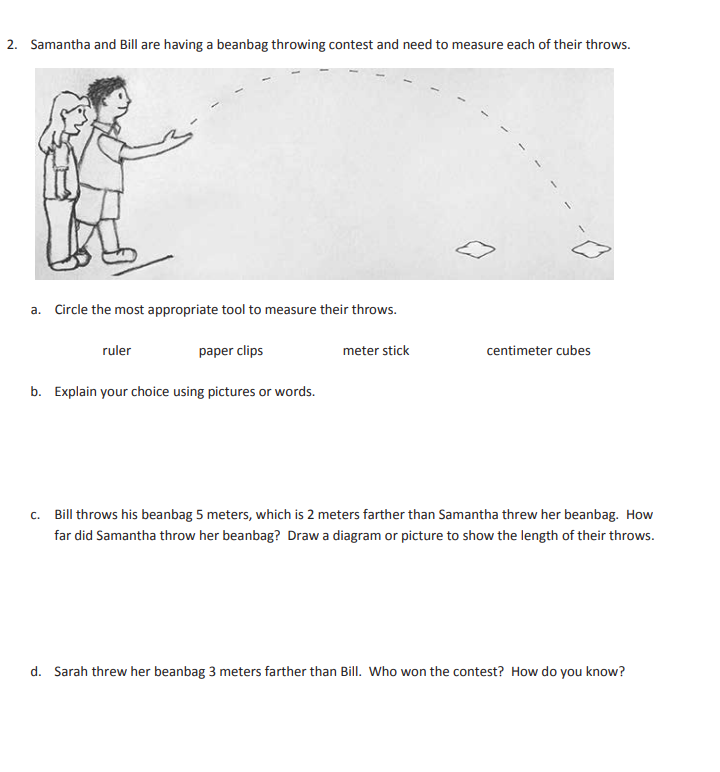 2. Samantha and Bill are having a beanbag throwing contest and need to measure each of their throws.
a. Circle the most appropriate tool to measure their throws.
ruler paper clips meter stick centimeter cubes
b. Explain your choice using pictures or words.
c. Bill throws his beanbag 5 meters, which is 2 meters farther than Samantha threw her beanbag. How
far did Samantha throw her beanbag? Draw a diagram or picture to show the length of their throws.
d. Sarah threw her beanbag 3 meters farther than Bill. Who won the contest? How do you know?